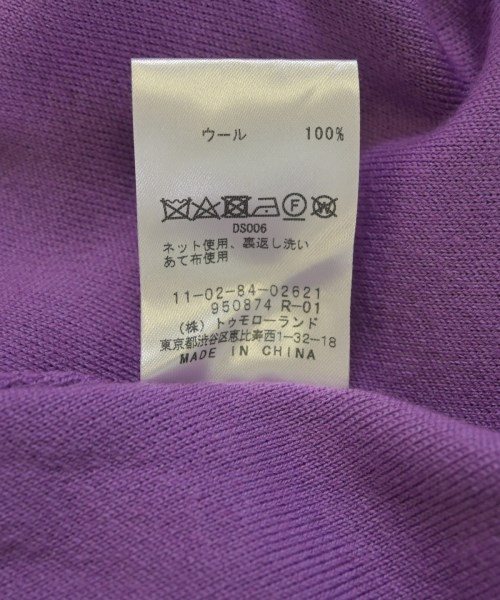 ウール 100%
F W
DS006
ネット使用、裏返し洗い
あて布使用
11-02-84-02621
950874 R-01
(株) トゥモローランド
東京都渋谷区恵比寿西1-32-18
MADE IN CHINA